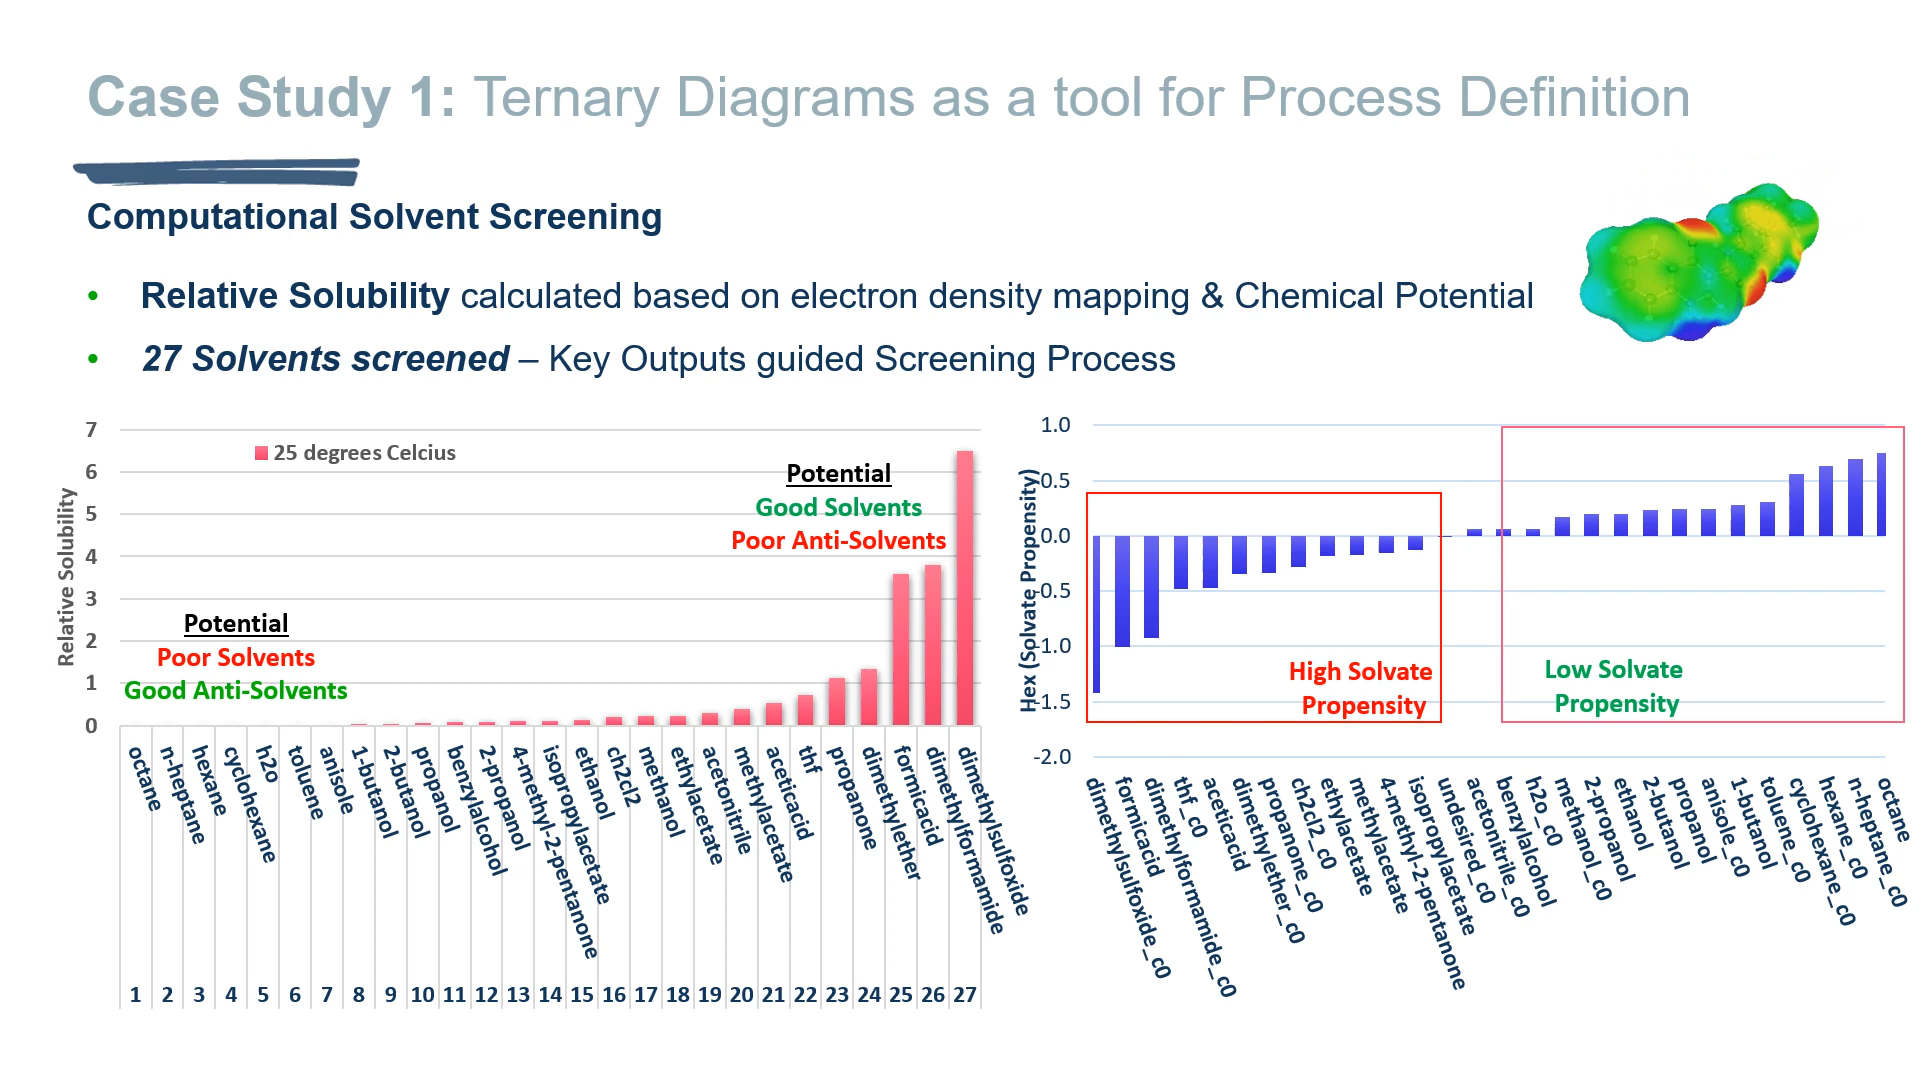 Case Study 1: Ternary Diagrams as a tool for Process Definition
Computational Solvent Screening
• Relative Solubility calculated based on electron density mapping & Chemical Potential
• 27 Solvents screened – Key Outputs guided Screening Process
Relative Solubility
7
6
5
4
3
2
1
0
25 degrees Celcius
Potential
Good Solvents
Poor Anti-Solvents
Potential
Poor Solvents
Good Anti-Solvents
octane
n-heptane
hexane
cyclohexane
h2o
toluene
anisole
1-butanol
2-butanol
propanol
benzylalcohol
2-propanol
4-methyl-2-pentanone
isopropylacetate
ethanol
ch2cl2
methanol
ethylacetate
acetonitrile
methylacetate
aceticacid
thf
propanone
dimethylether
formicacid
dimethylformamide
dimethylsulfoxide
1 2 3 4 5 6 7 8 9 10 11 12 13 14 15 16 17 18 19 20 21 22 23 24 25 26 27
Hex (Solvate Propensity)
1.0
0.5
0.0
-0.5
-1.0
-1.5
-2.0
High Solvate
Propensity
Low Solvate
Propensity
dimethylsulfoxide_c0
formicacid
dimethylformamide_c0
thf_c0
aceticacid
dimethylether_c0
propanone_c0
ch2cl2_c0
ethylacetate
methylacetate
4-methyl-2-pentanone
isopropylacetate
undesired_c0
acetonitrile_c0
benzylalcohol
h2o_c0
methanol_c0
2-propanol
ethanol
2-butanol
propanol
anisole_c0
1-butanol
toluene_c0
cyclohexane_c0
hexane_c0
n-heptane_c0
octane